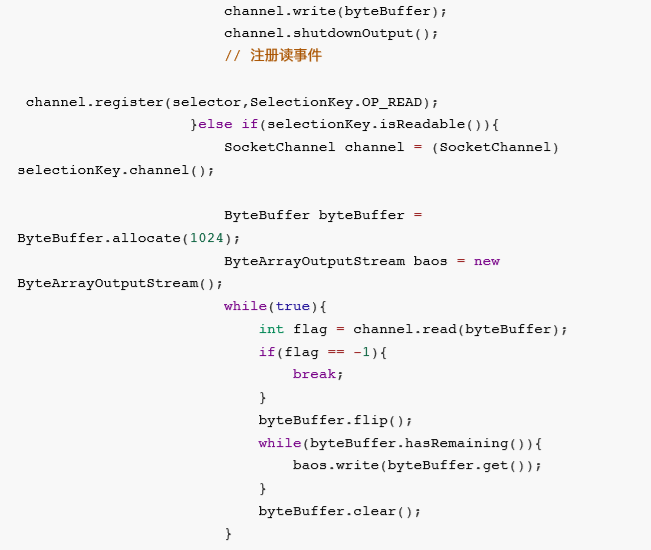 channel.write(byteBuffer);
channel.shutdownOutput();
// 注册读事件
channel.register(selector,SelectionKey.OP_READ);
}else if(selectionKey.isReadable()){
SocketChannel channel = (SocketChannel)
selectionKey.channel();
ByteBuffer byteBuffer =
ByteBuffer.allocate(1024);
ByteArrayOutputStream baos = new
ByteArrayOutputStream();
while(true){
int flag = channel.read(byteBuffer);
if(flag == -1){
break;
}
byteBuffer.flip();
while(byteBuffer.hasRemaining()){
baos.write(byteBuffer.get());
}
byteBuffer.clear();
}